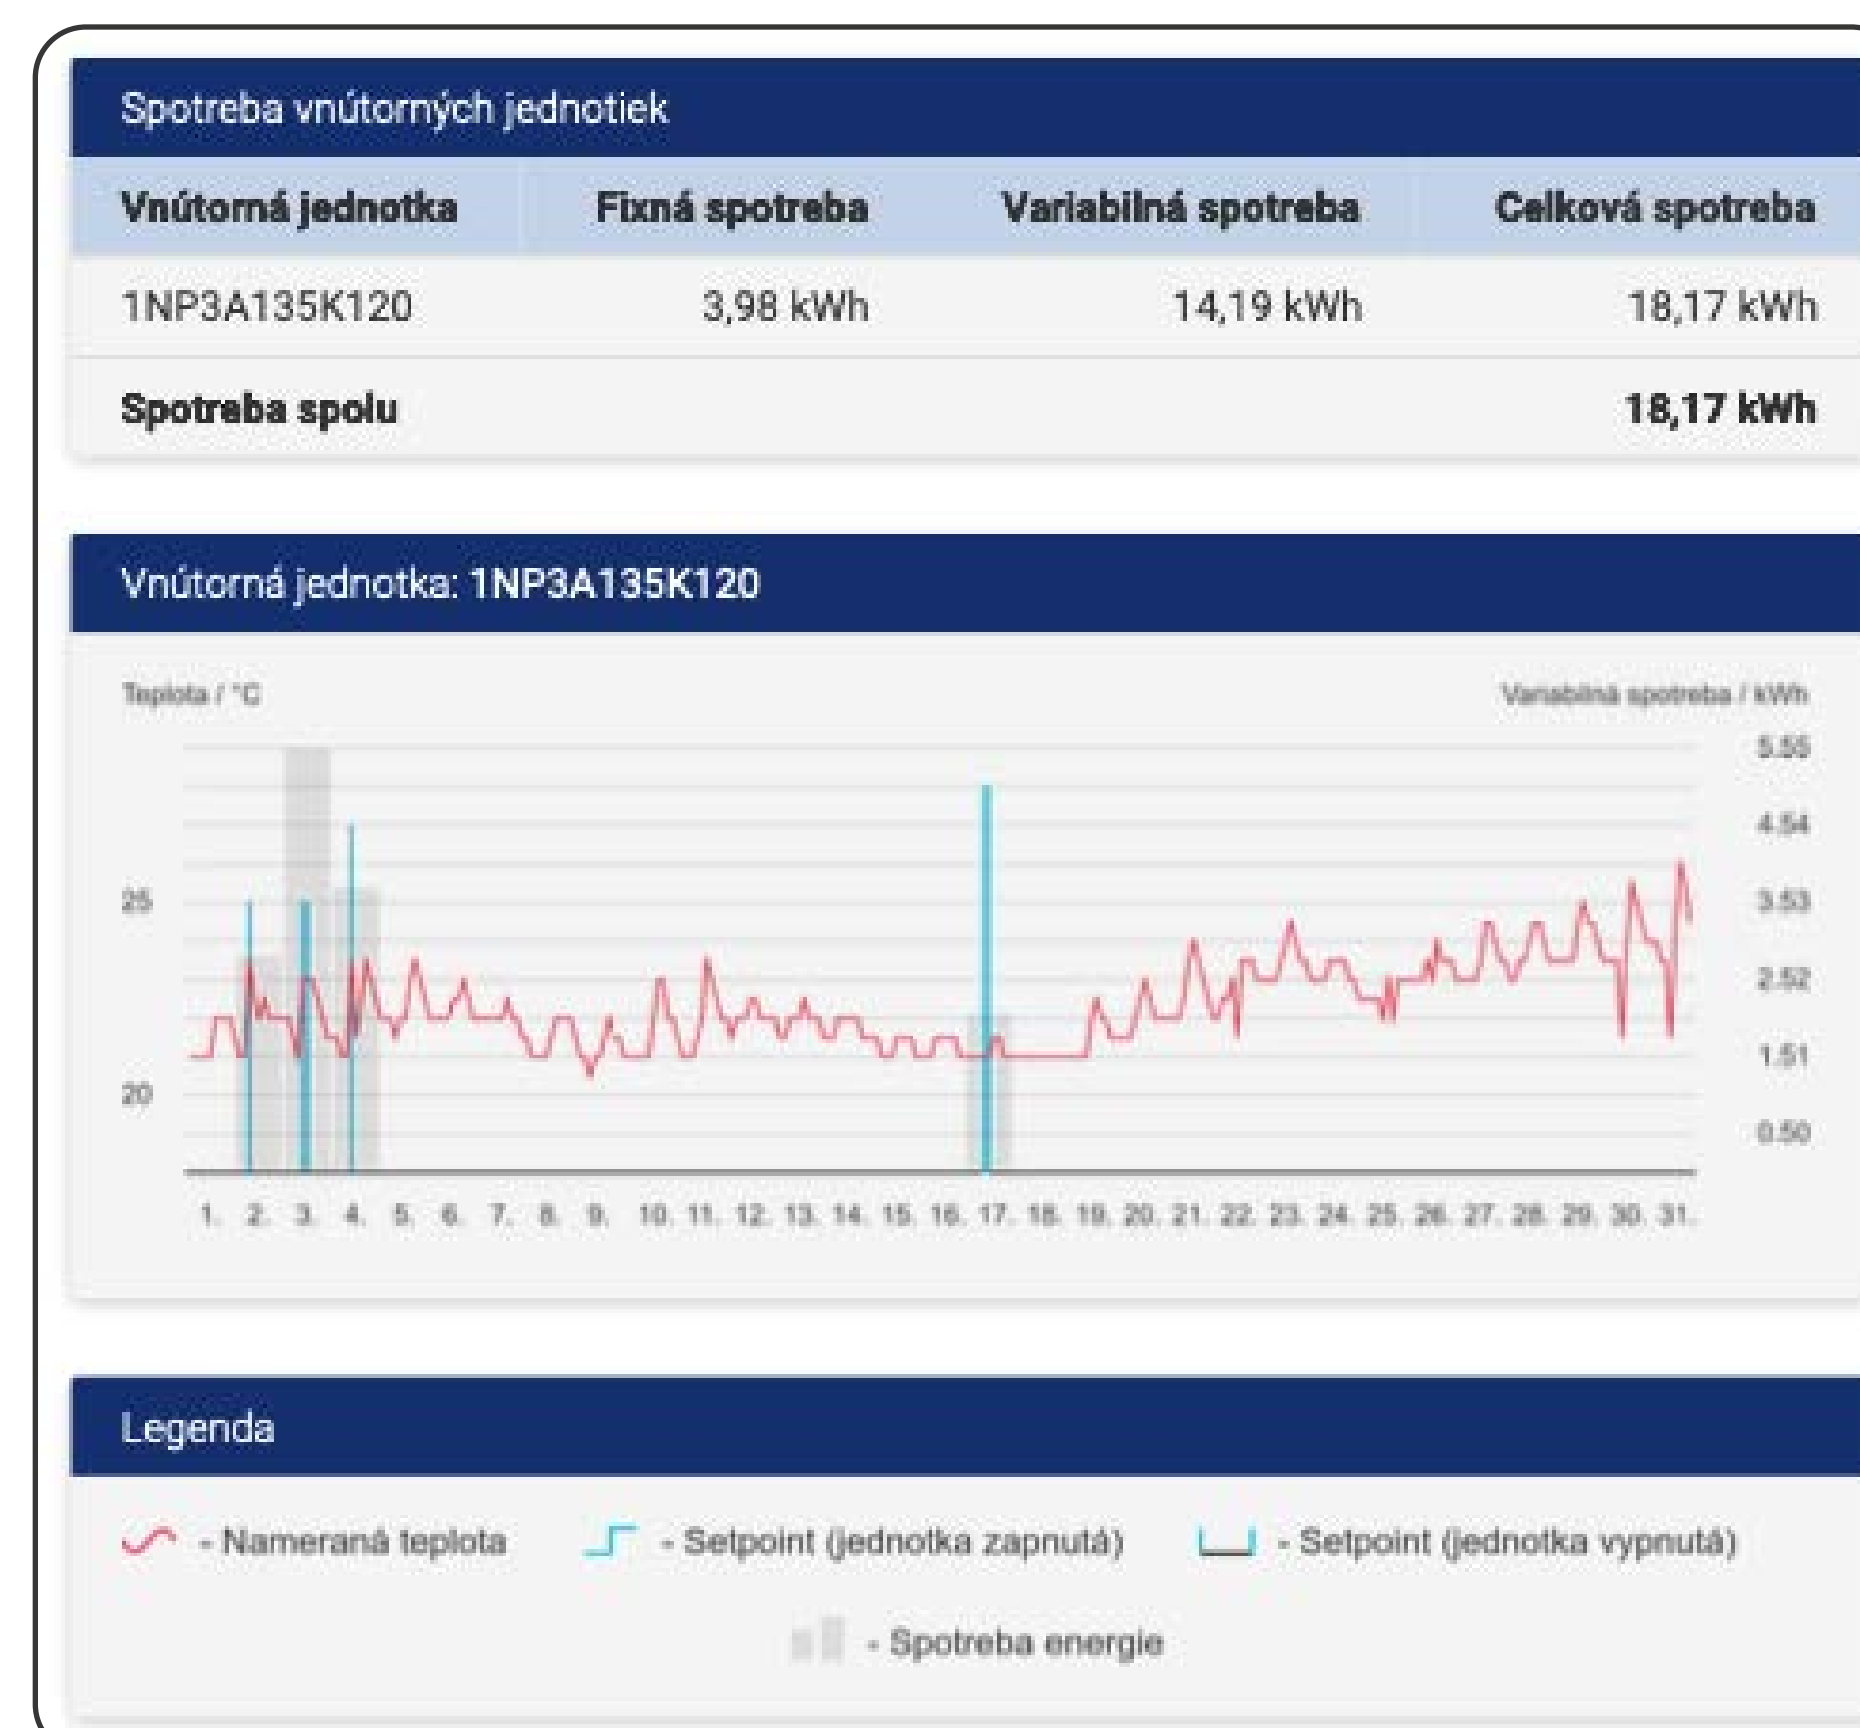 Spotreba vnútorných jednotiek
Vnútorná jednotka Fixná spotreba Variabilná spotreba Celková spotreba
1NP3A135K120 3,98 kWh 14,19 kWh 18,17 kWh
Spotreba spolu 18,17 kWh
Vnútorná jednotka: 1NP3A135K120
Teplota / °C Variabilná spotreba / kWh
5.55
4.54
25 3.53
2.52
1.51
20
0.50
1. 2. 3. 4. 5. 6. 7. 8. 9. 10. 11. 12. 13. 14. 15. 16. 17. 18. 19. 20. 21. 22. 23. 24. 25. 26. 27. 28. 29. 30. 31.
Legenda
- Nameraná teplota - Setpoint (jednotka zapnutá) - Setpoint (jednotka vypnutá)
- Spotreba energie